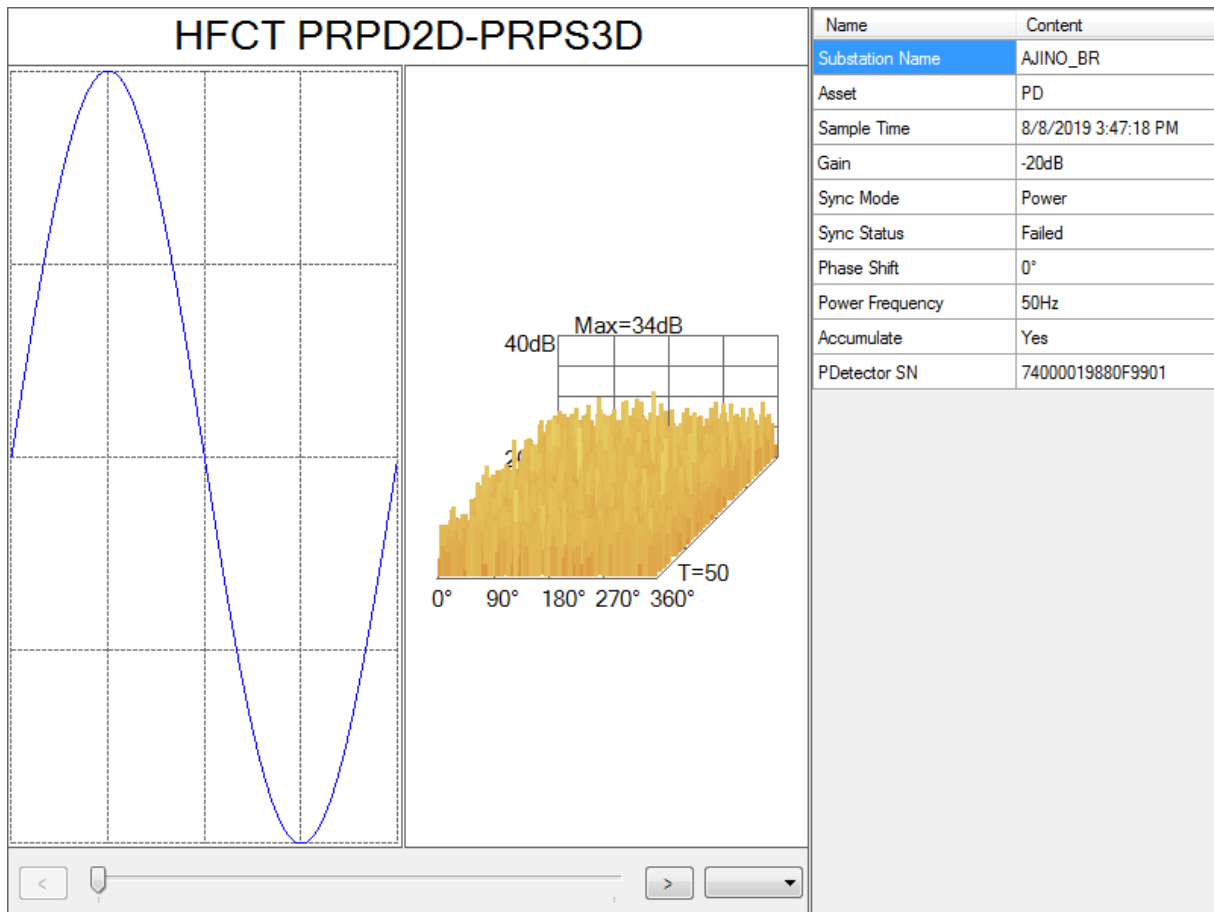 HFCT PRPD2D-PRPS3D
Max=34dB
40dB
T=50
0° 90° 180° 270° 360°
< >
Name Content
Substation Name AJINO_BR
Asset PD
Sample Time 8/8/2019 3:47:18 PM
Gain -20dB
Sync Mode Power
Sync Status Failed
Phase Shift 0°
Power Frequency 50Hz
Accumulate Yes
PDetector SN 74000019880F9901